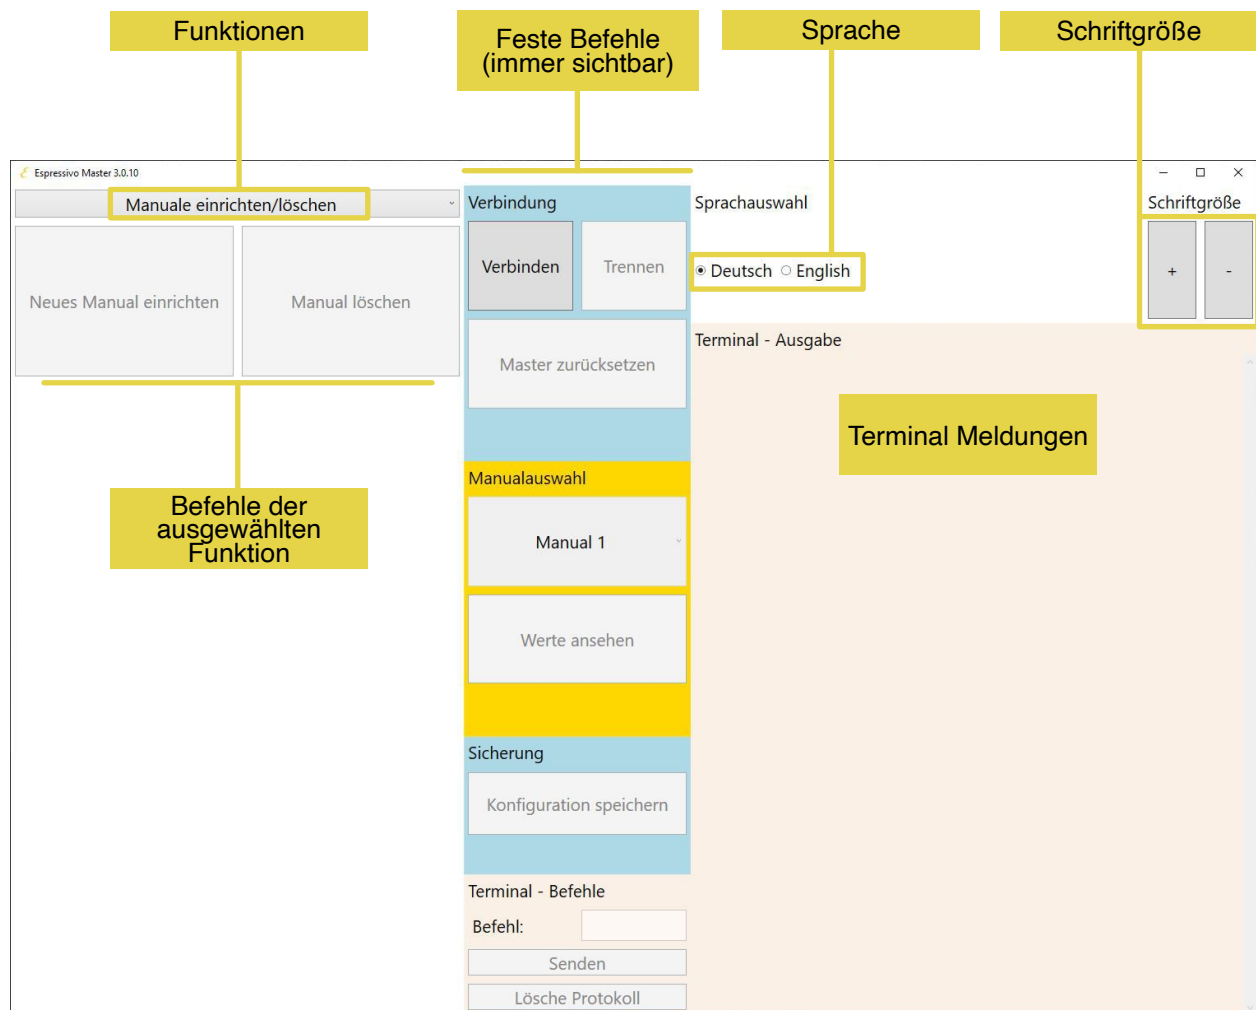 Funktionen
Feste Befehle
(immer sichtbar)
Sprache
Schriftgröße
Espressivo Master 3.0.10
Manuale einrichten/löschen
Neues Manual einrichten
Manual löschen
Befehle der
ausgewählten
Funktion
Verbindung
Verbinden
Trennen
Master zurücksetzen
Manualauswahl
Manual 1
Werte ansehen
Sicherung
Konfiguration speichern
Terminal - Befehle
Befehl:
Senden
Lösche Protokoll
Sprachauswahl
Deutsch
English
Schriftgröße
+
-
Terminal - Ausgabe
Terminal Meldungen